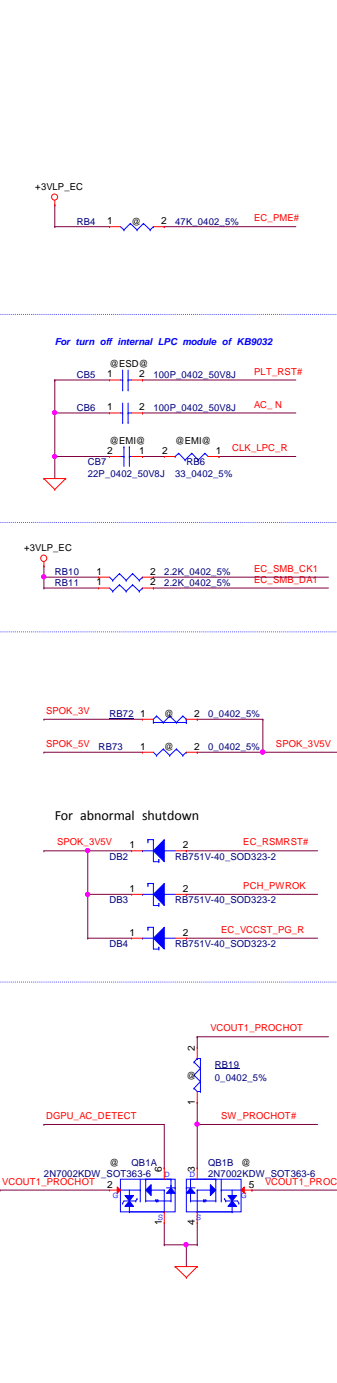 +3VLP_EC
RB4 1 @ 2 47K_0402_5% EC_PME#
For turn off internal LPC module of KB9032
@ESD@
CB5 1 2 100P_0402_50V8J PLT_RST#
CB6 1 2 100P_0402_50V8J AC_ N
@EMI@ @EMI@
2 1 2 1 CLK_LPC_R
CB7 RB6
22P_0402_50V8J 33_0402_5%
+3VLP_EC
RB10 1 2 2.2K_0402_5% EC_SMB_CK1
RB11 1 2 2.2K_0402_5% EC_SMB_DA1
SPOK_3V RB72 1 @ 2 0_0402_5%
SPOK_5V RB73 1 @ 2 0_0402_5% SPOK_3V5V
For abnormal shutdown
SPOK_3V5V 1 2 EC_RSMRST#
DB2 RB751V-40_SOD323-2
1 2 PCH_PWROK
DB3 RB751V-40_SOD323-2
1 2 EC_VCCST_PG_R
DB4 RB751V-40_SOD323-2
VCOUT1_PROCHOT
2
RB19
@ 0_0402_5%
1
DGPU_AC_DETECT SW_PROCHOT#
@ QB1A QB1B @
2N7002KDW_SOT363-6 2N7002KDW_SOT363-6
6 D D 3
VCOUT1_PROCHOT 2 G G 5 VCOUT1_PROC
S S
1 4